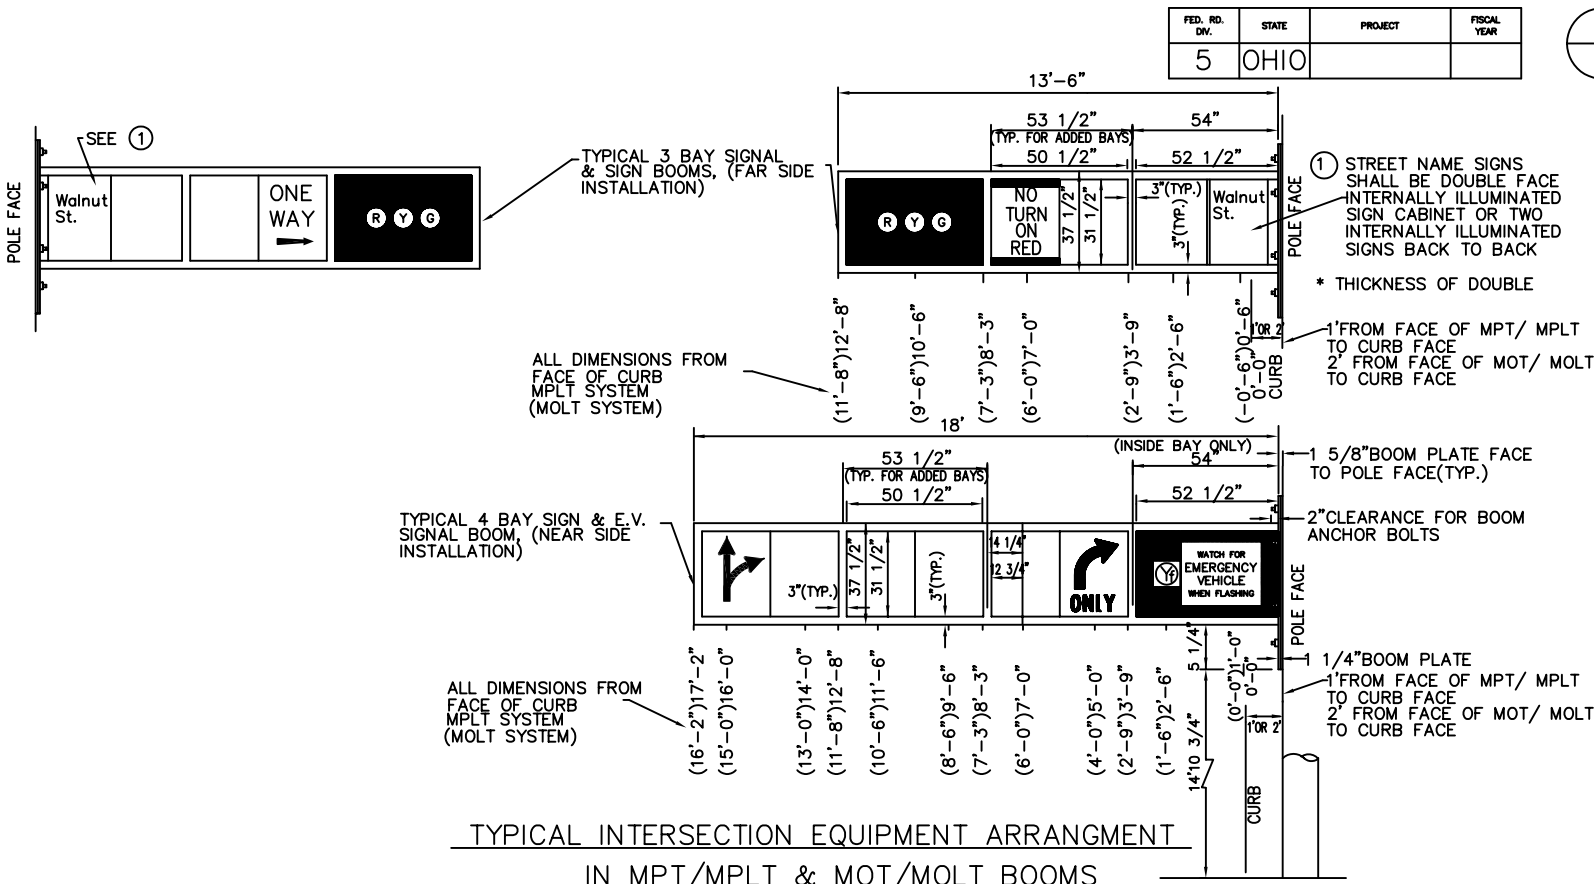 FED. RD. DIV.
STATE
PROJECT
FISCAL YEAR
5
OHIO
POLE FACE
SEE 1
Walnut
St.
ONE
WAY
R Y G
TYPICAL 3 BAY SIGNAL
& SIGN BOOMS, (FAR SIDE
INSTALLATION)
13'-6"
53 1/2"
54"
(TYP. FOR ADDED BAYS)
50 1/2"
52 1/2"
R Y G
NO
TURN
ON
RED
37 1/2"
31 1/2"
3"(TYP.)
3"(TYP.)
Walnut
St.
POLE FACE
1 STREET NAME SIGNS
SHALL BE DOUBLE FACE
INTERNALLY ILLUMINATED
SIGN CABINET OR TWO
INTERNALLY ILLUMINATED
SIGNS BACK TO BACK
* THICKNESS OF DOUBLE
1'FROM FACE OF MPT/ MPLT
TO CURB FACE
2' FROM FACE OF MOT/ MOLT
TO CURB FACE
1'OR 2'
ALL DIMENSIONS FROM
FACE OF CURB
MPLT SYSTEM
(MOLT SYSTEM)
(11'-8")12'-8"
(9'-6")10'-6"
(7'-3")8'-3"
(6'-0")7'-0"
(2'-9")3'-9"
(1'-6")2'-6"
(-0'-6")0'-6"
0'-0"
CURB
18'
(INSIDE BAY ONLY)
53 1/2"
54"
(TYP. FOR ADDED BAYS)
50 1/2"
52 1/2"
1 5/8"BOOM PLATE FACE
TO POLE FACE(TYP.)
2"CLEARANCE FOR BOOM
ANCHOR BOLTS
TYPICAL 4 BAY SIGN & E.V.
SIGNAL BOOM, (NEAR SIDE
INSTALLATION)
3"(TYP.)
37 1/2"
31 1/2"
3"(TYP.)
14 1/4"
12 3/4"
ONLY
Yf
WATCH FOR
EMERGENCY
VEHICLE
WHEN FLASHING
POLE FACE
5 1/4"
1 1/4"BOOM PLATE
1'FROM FACE OF MPT/ MPLT
TO CURB FACE
2' FROM FACE OF MOT/ MOLT
TO CURB FACE
ALL DIMENSIONS FROM
FACE OF CURB
MPLT SYSTEM
(MOLT SYSTEM)
(16'-2")17'-2"
(15'-0")16'-0"
(13'-0")14'-0"
(11'-8")12'-8"
(10'-6")11'-6"
(8'-6")9'-6"
(7'-3")8'-3"
(6'-0")7'-0"
(4'-0")5'-0"
(2'-9")3'-9"
(1'-6")2'-6"
14'10 3/4"
(0'-0")1'-0"
0'-0"
1'OR 2'
CURB
TYPICAL INTERSECTION EQUIPMENT ARRANGMENT
IN MPT/MPLT & MOT/MOLT BOOMS